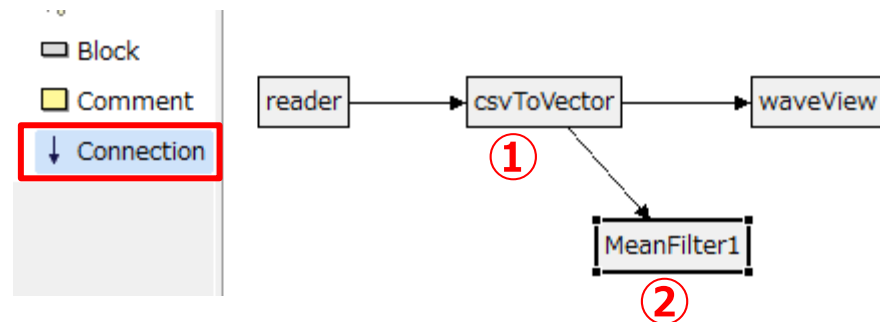 Block
Comment
Connection
reader
csvToVector
waveView
①
MeanFilter1
②